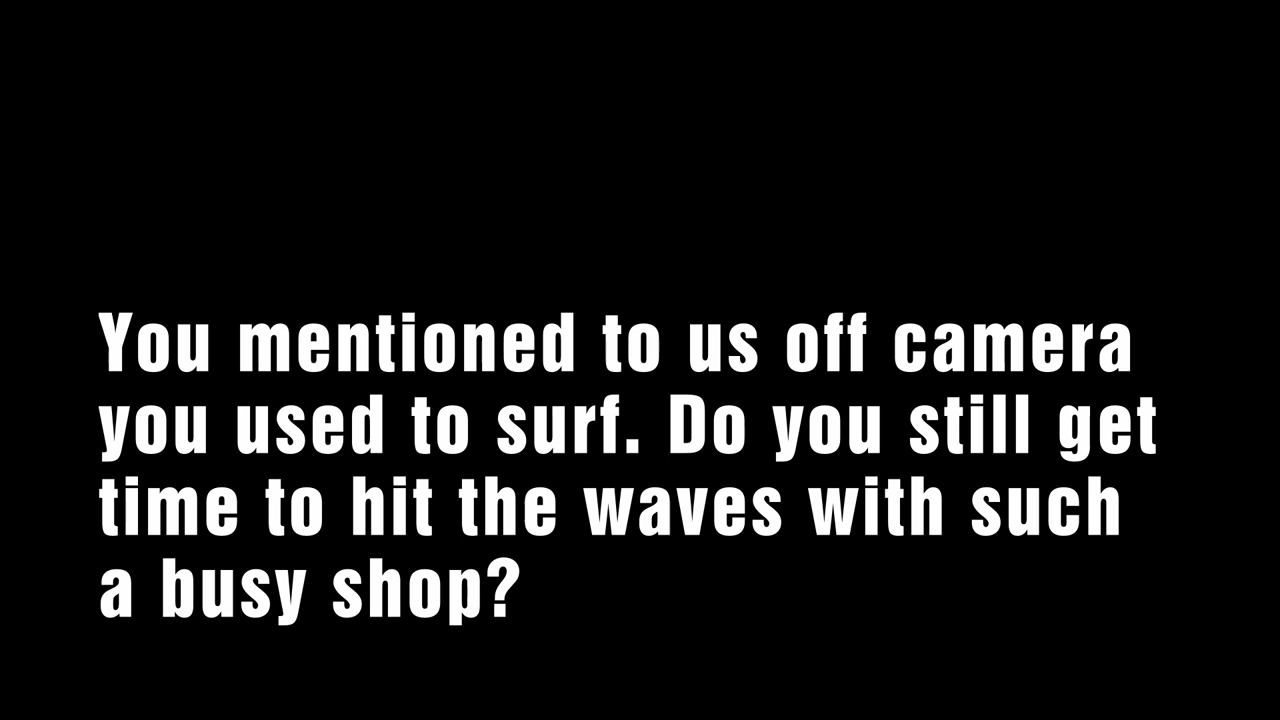 You mentioned to us off camera
you used to surf. Do you still get
time to hit the waves with such
a busy shop?